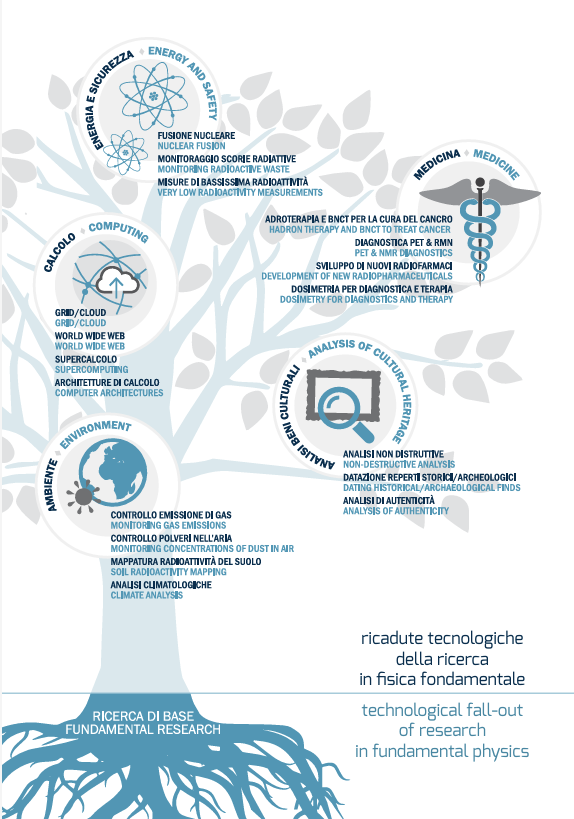 ENERGIA E SICUREZZA ENERGY AND SAFETY
FUSIONE NUCLEARE
NUCLEAR FUSION
MONITORAGGIO SCORIE RADIATTIVE
MONITORING RADIOACTIVE WASTE
MISURE DI BASSISSIMA RADIOATTIVITÀ
VERY LOW RADIOACTIVITY MEASUREMENTS
MEDICINA MEDICINE
ADROTERAPIA E BNCT PER LA CURA DEL CANCRO
HADRON THERAPY AND BNCT TO TREAT CANCER
DIAGNOSTICA PET & RMN
PET & NMR DIAGNOSTICS
SVILUPPO DI NUOVI RADIOFARMACI
DEVELOPMENT OF NEW RADIOPHARMACEUTICALS
DOSIMETRIA PER DIAGNOSTICA E TERAPIA
DOSIMETRY FOR DIAGNOSTICS AND THERAPY
CALCOLO COMPUTING
GRID/CLOUD
GRID/CLOUD
WORLD WIDE WEB
WORLD WIDE WEB
SUPERCALCOLO
SUPERCOMPUTING
ARCHITETTURE DI CALCOLO
COMPUTER ARCHITECTURES
ANALISI BENI CULTURALI ANALYSIS OF CULTURAL HERITAGE
ANALISI NON DISTRUTTIVE
NON-DESTRUCTIVE ANALYSIS
DATAZIONE REPERTI STORICI/ARCHEOLOGICI
DATING HISTORICAL/ARCHAEOLOGICAL FINDS
ANALISI DI AUTENTICITÀ
ANALYSIS OF AUTHENTICITY
AMBIENTE ENVIRONMENT
CONTROLLO EMISSIONE DI GAS
MONITORING GAS EMISSIONS
CONTROLLO POLVERI NELL'ARIA
MONITORING CONCENTRATIONS OF DUST IN AIR
MAPPATURA RADIOATTIVITÀ DEL SUOLO
SOIL RADIOACTIVITY MAPPING
ANALISI CLIMATOLOGICHE
CLIMATE ANALYSIS
ricadute tecnologiche
della ricerca
in fisica fondamentale
technological fall-out
of research
in fundamental physics
RICERCA DI BASE
FUNDAMENTAL RESEARCH